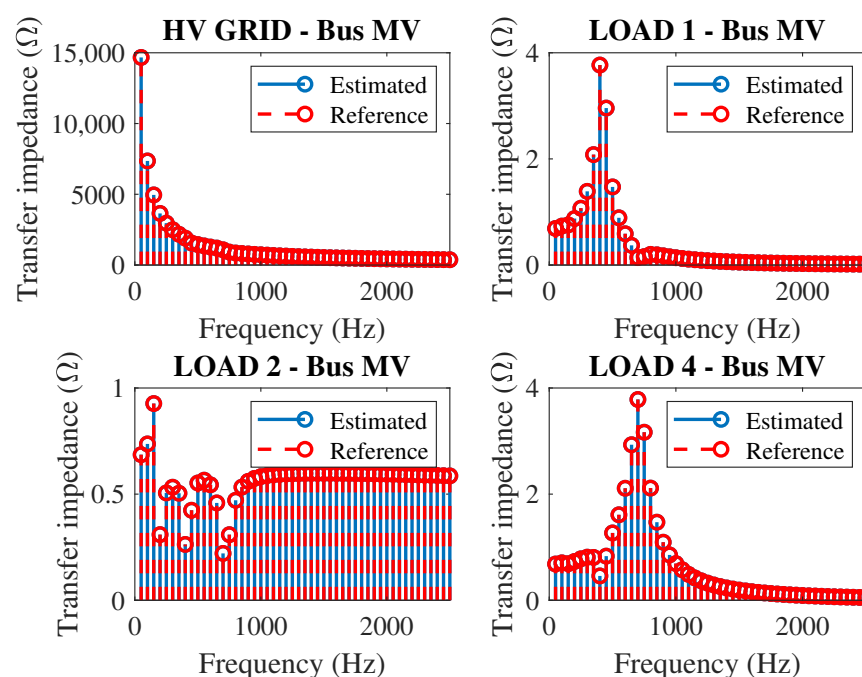 HV GRID - Bus MV
Transfer impedance (Ω)
15,000
10,000
5000
0
Estimated
Reference
0
1000
2000
Frequency (Hz)
LOAD 1 - Bus MV
Transfer impedance (Ω)
4
2
0
Estimated
Reference
0
1000
2000
Frequency (Hz)
LOAD 2 - Bus MV
Transfer impedance (Ω)
1
0.5
0
Estimated
Reference
0
1000
2000
Frequency (Hz)
LOAD 4 - Bus MV
Transfer impedance (Ω)
4
2
0
Estimated
Reference
0
1000
2000
Frequency (Hz)